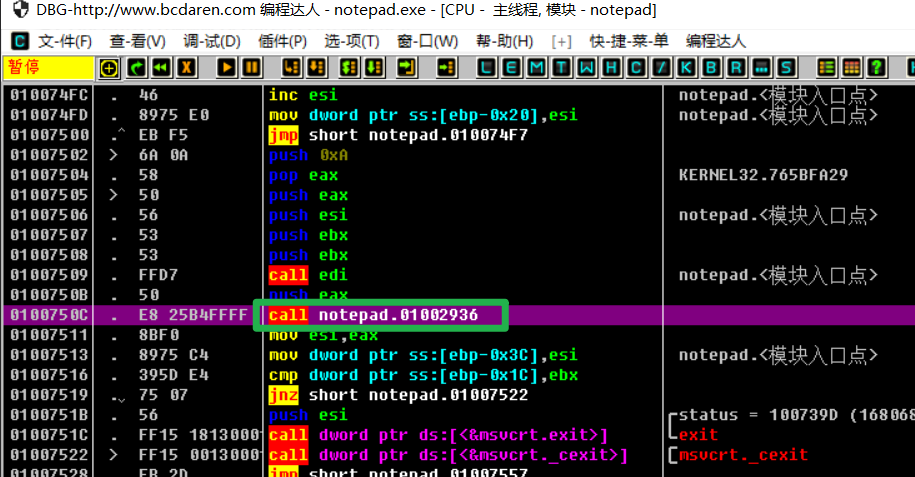 DBG-http://www.bcdaren.com 编程达人 - notepad.exe - [CPU - 主线程, 模块 - notepad]
C 文-件(F) 查-看(V) 调-试(D) 插件(P) 选-项(T) 窗-口(W) 帮-助(H) [+] 快-捷-菜-单 编程达人
暂停 L E M T W H C / K B R ... S ?
010074FC . 46 inc esi notepad.<模块入口点>
010074FD . 8975 E0 mov dword ptr ss:[ebp-0x20],esi notepad.<模块入口点>
01007500 .^ EB F5 jmp short notepad.010074F7
01007502 > 6A 0A push 0xA
01007504 . 58 pop eax KERNEL32.765BFA29
01007505 > 50 push eax
01007506 . 56 push esi notepad.<模块入口点>
01007507 . 53 push ebx
01007508 . 53 push ebx
01007509 . FFD7 call edi notepad.<模块入口点>
0100750B . 50 push eax
0100750C . E8 25B4FFFF call notepad.01002936
01007511 . 8BF0 mov esi,eax
01007513 . 8975 C4 mov dword ptr ss:[ebp-0x3C],esi notepad.<模块入口点>
01007516 . 395D E4 cmp dword ptr ss:[ebp-0x1C],ebx
01007519 .⌄ 75 07 jnz short notepad.01007522
0100751B . 56 push esi status = 100739D (168068
0100751C . FF15 18130001 call dword ptr ds:[<&msvcrt.exit>] exit
01007522 > FF15 00130001 call dword ptr ds:[<&msvcrt._cexit>] msvcrt._cexit
01007528 . EB 2D jmp short notepad.01007557